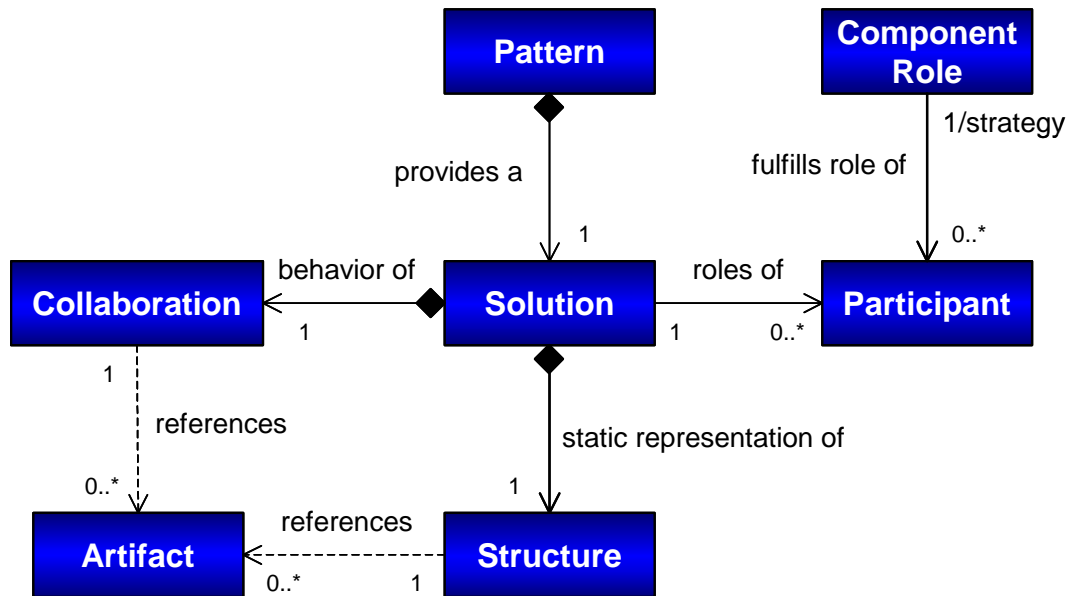 Pattern
Component
Role
1/strategy
provides a
fulfills role of
1
0..*
behavior of
roles of
Collaboration
Solution
Participant
1
1
0..*
1
references
static representation of
0..*
1
references
Artifact
Structure
0..*
1